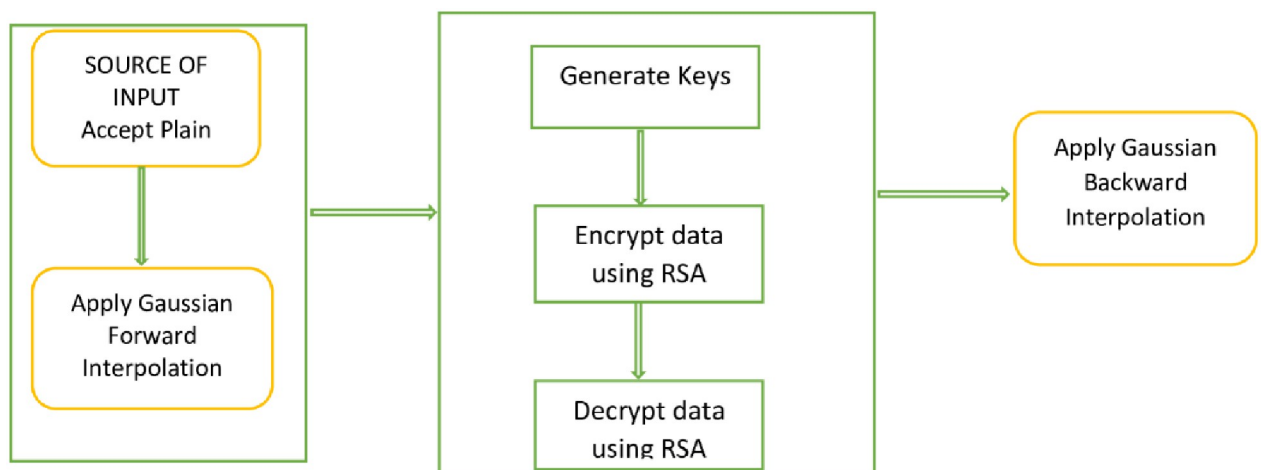 SOURCE OF
INPUT
Accept Plain
Apply Gaussian
Forward
Interpolation
Generate Keys
Encrypt data
using RSA
Decrypt data
using RSA
Apply Gaussian
Backward
Interpolation